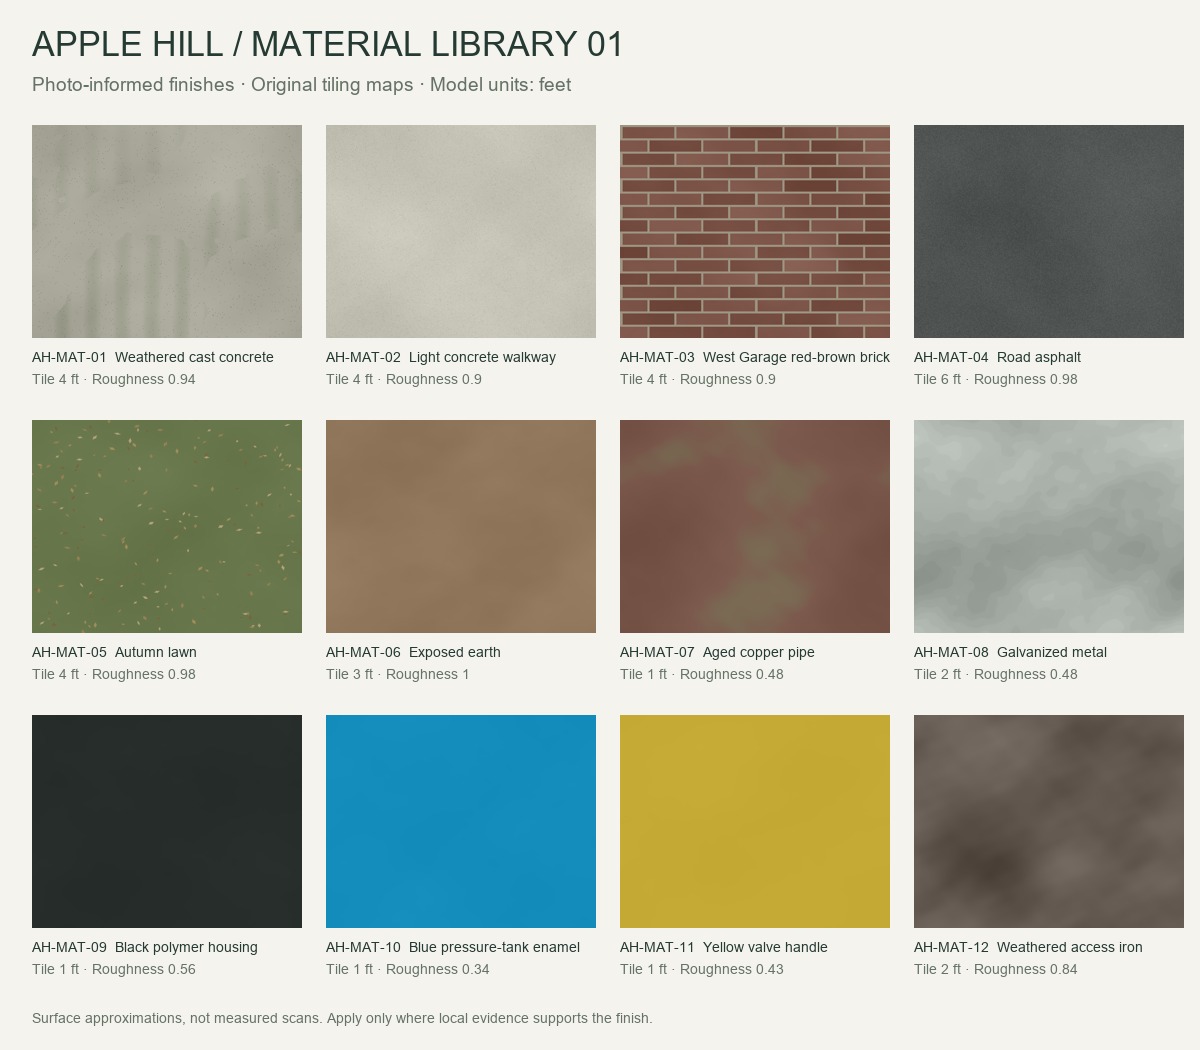 APPLE HILL / MATERIAL LIBRARY 01
Photo-informed finishes · Original tiling maps · Model units: feet
AH-MAT-01 Weathered cast concrete
Tile 4 ft · Roughness 0.94
AH-MAT-02 Light concrete walkway
Tile 4 ft · Roughness 0.9
AH-MAT-03 West Garage red-brown brick
Tile 4 ft · Roughness 0.9
AH-MAT-04 Road asphalt
Tile 6 ft · Roughness 0.98
AH-MAT-05 Autumn lawn
Tile 4 ft · Roughness 0.98
AH-MAT-06 Exposed earth
Tile 3 ft · Roughness 1
AH-MAT-07 Aged copper pipe
Tile 1 ft · Roughness 0.48
AH-MAT-08 Galvanized metal
Tile 2 ft · Roughness 0.48
AH-MAT-09 Black polymer housing
Tile 1 ft · Roughness 0.56
AH-MAT-10 Blue pressure-tank enamel
Tile 1 ft · Roughness 0.34
AH-MAT-11 Yellow valve handle
Tile 1 ft · Roughness 0.43
AH-MAT-12 Weathered access iron
Tile 2 ft · Roughness 0.84
Surface approximations, not measured scans. Apply only where local evidence supports the finish.